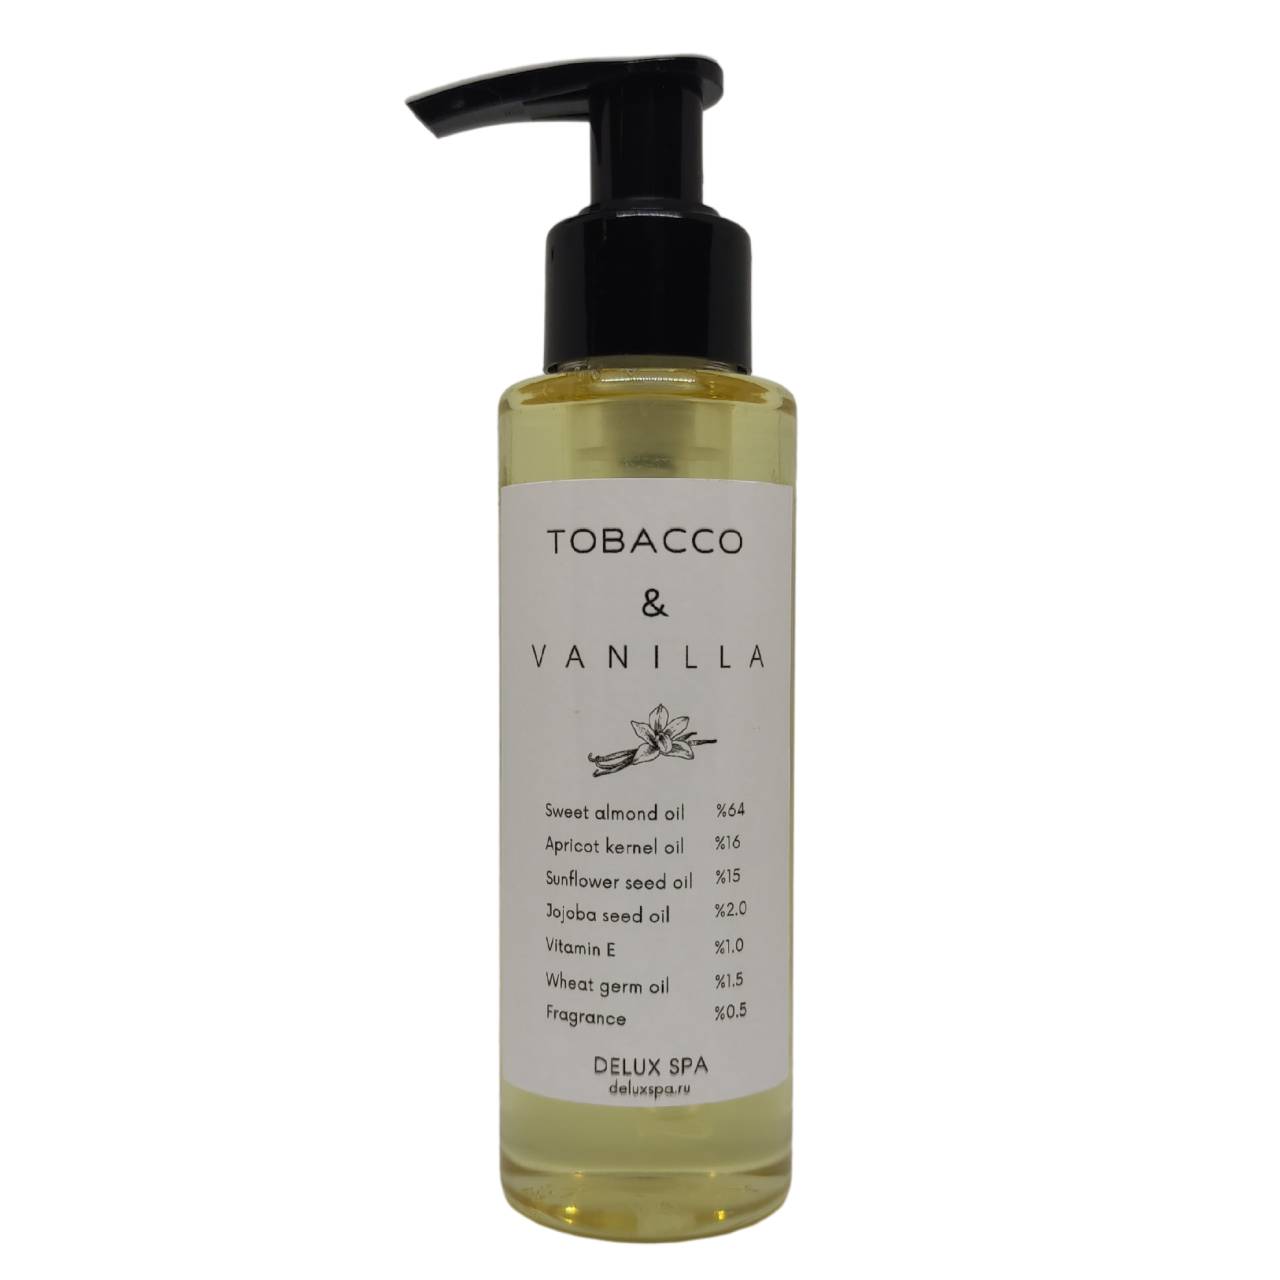 TOBACCO
&
VANILLA
Sweet almond oil %64
Apricot kernel oil %16
Sunflower seed oil %15
Jojoba seed oil %2.0
Vitamin E %1.0
Wheat germ oil %1.5
Fragrance %0.5
DELUX SPA
deluxspa.ru